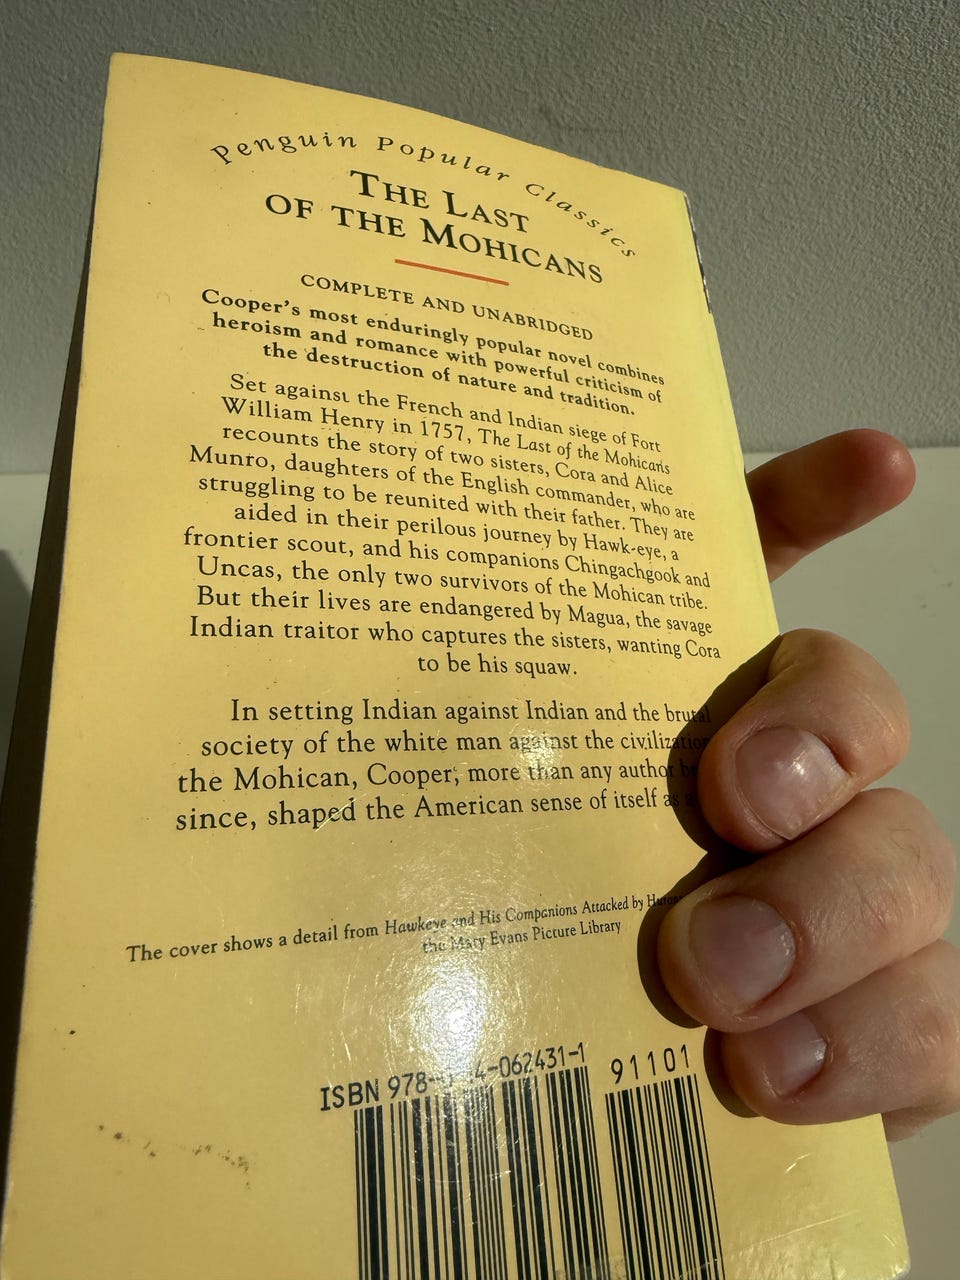 Penguin Popular Classics
THE LAST
OF THE MOHICANS
COMPLETE AND UNABRIDGED
Cooper's most enduringly popular novel combines
heroism and romance with powerful criticism of
the destruction of nature and tradition.
Set against the French and Indian siege of Fort
William Henry in 1757, The Last of the Mohicans
recounts the story of two sisters, Cora and Alice
Munro, daughters of the English commander, who are
struggling to be reunited with their father. They are
aided in their perilous journey by Hawk-eye, a
frontier scout, and his companions Chingachgook and
Uncas, the only two survivors of the Mohican tribe.
But their lives are endangered by Magua, the savage
Indian traitor who captures the sisters, wanting Cora
to be his squaw.
In setting Indian against Indian and the brutal
society of the white man against the civilization
the Mohican, Cooper, more than any author
since, shaped the American sense of itself as
The cover shows a detail from Hawkeye and His Companions Attacked by
the Mary Evans Picture Library
ISBN 978- 4-062431-1
91101